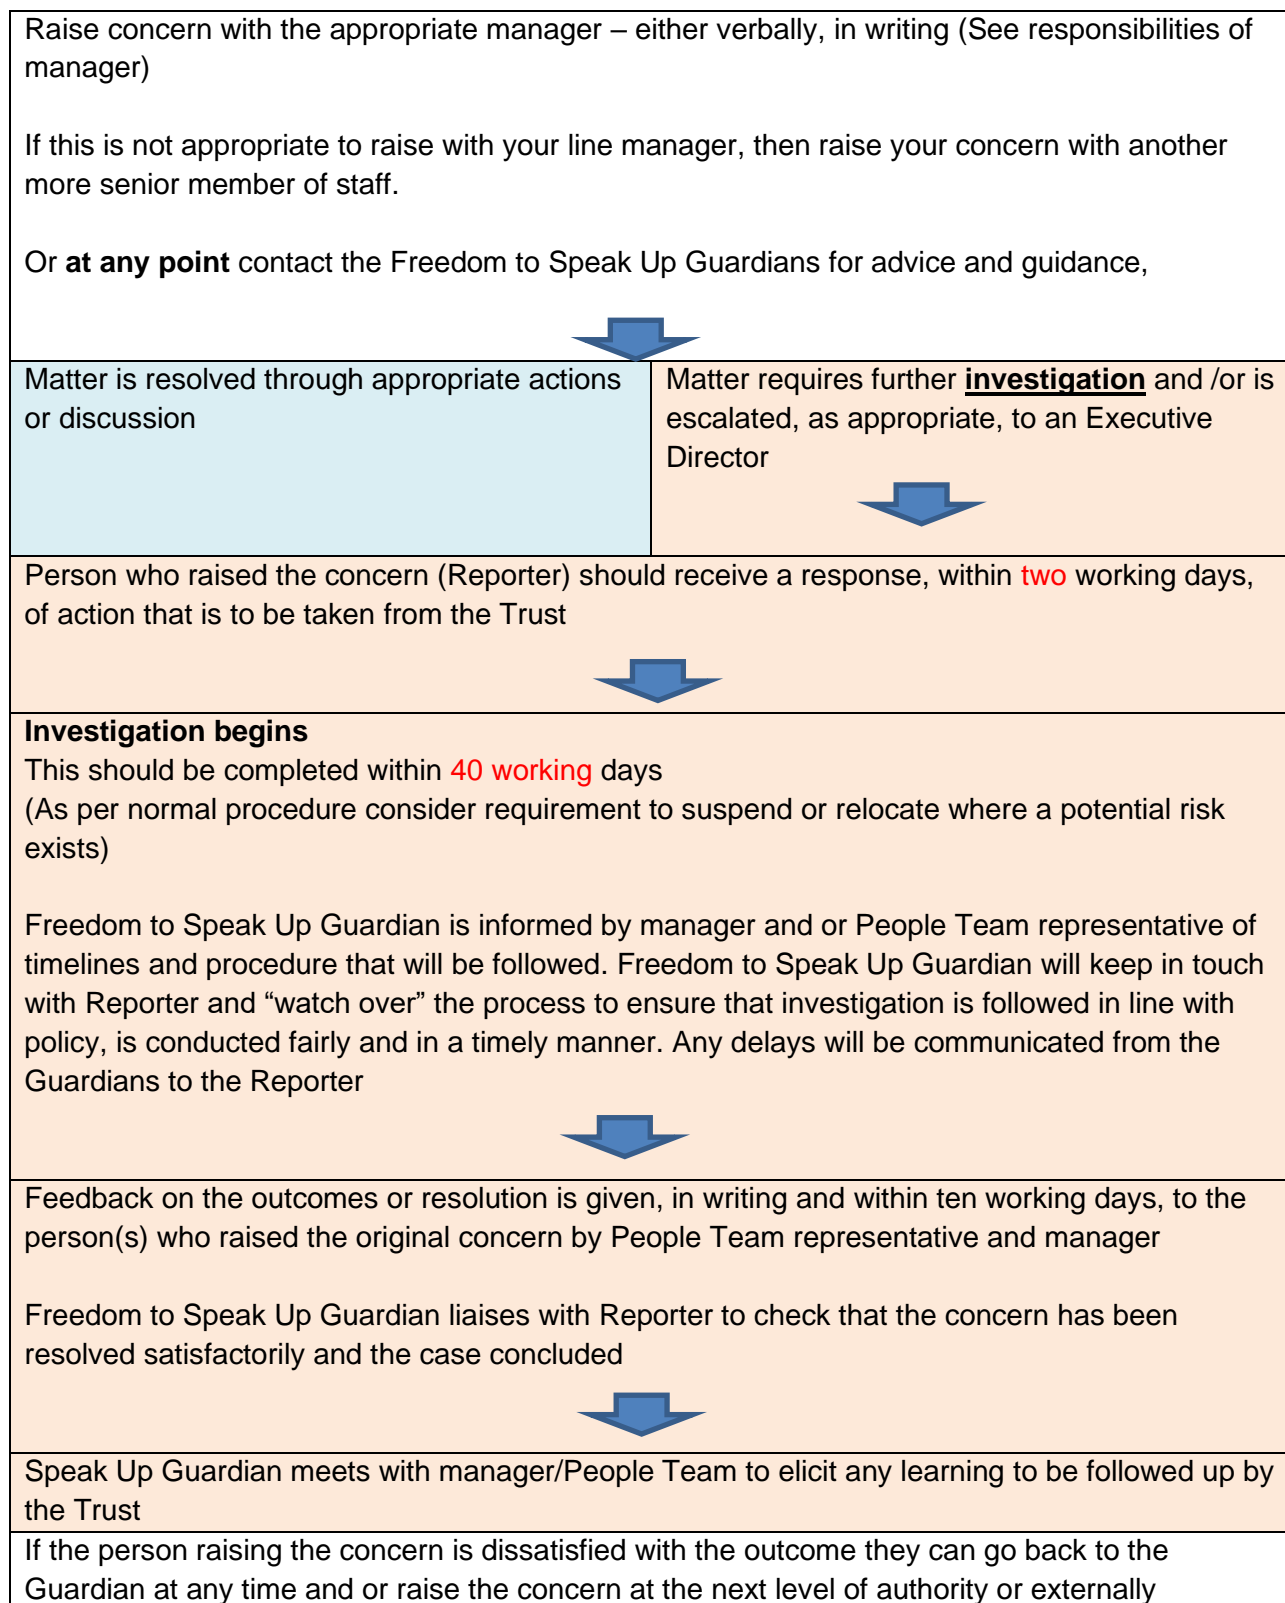 Raise concern with the appropriate manager – either verbally, in writing (See responsibilities of
manager)
If this is not appropriate to raise with your line manager, then raise your concern with another
more senior member of staff.
Or at any point contact the Freedom to Speak Up Guardians for advice and guidance,
Matter is resolved through appropriate actions
or discussion
Matter requires further investigation and /or is
escalated, as appropriate, to an Executive
Director
Person who raised the concern (Reporter) should receive a response, within two working days,
of action that is to be taken from the Trust
Investigation begins
This should be completed within 40 working days
(As per normal procedure consider requirement to suspend or relocate where a potential risk
exists)
Freedom to Speak Up Guardian is informed by manager and or People Team representative of
timelines and procedure that will be followed. Freedom to Speak Up Guardian will keep in touch
with Reporter and “watch over” the process to ensure that investigation is followed in line with
policy, is conducted fairly and in a timely manner. Any delays will be communicated from the
Guardians to the Reporter
Feedback on the outcomes or resolution is given, in writing and within ten working days, to the
person(s) who raised the original concern by People Team representative and manager
Freedom to Speak Up Guardian liaises with Reporter to check that the concern has been
resolved satisfactorily and the case concluded
Speak Up Guardian meets with manager/People Team to elicit any learning to be followed up by
the Trust
If the person raising the concern is dissatisfied with the outcome they can go back to the
Guardian at any time and or raise the concern at the next level of authority or externally